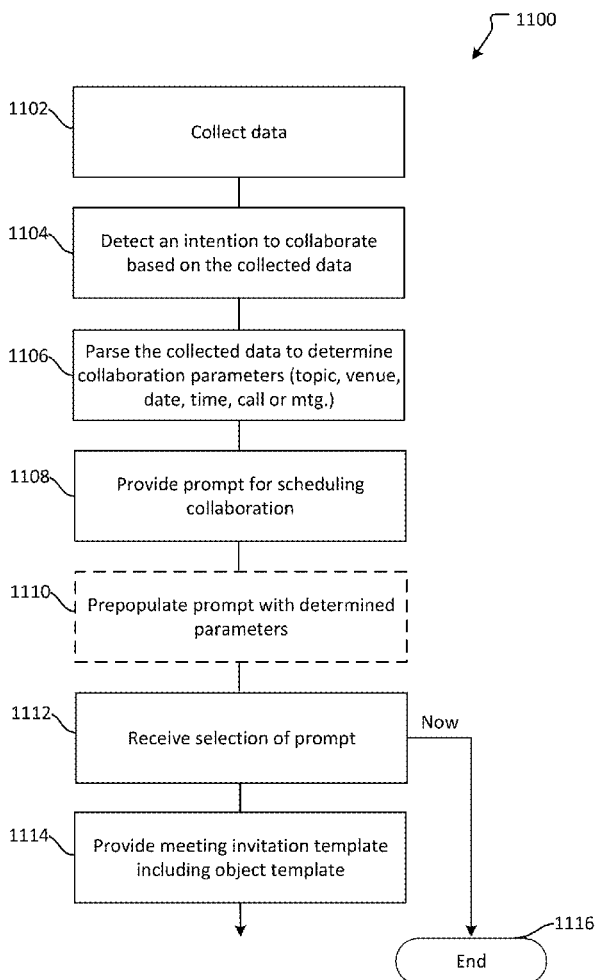 1100
1102
Collect data
1104
Detect an intention to collaborate
based on the collected data
1106
Parse the collected data to determine
collaboration parameters (topic, venue,
date, time, call or mtg.)
1108
Provide prompt for scheduling
collaboration
1110
Prepopulate prompt with determined
parameters
1112
Receive selection of prompt
Now
1114
Provide meeting invitation template
including object template
1116
End